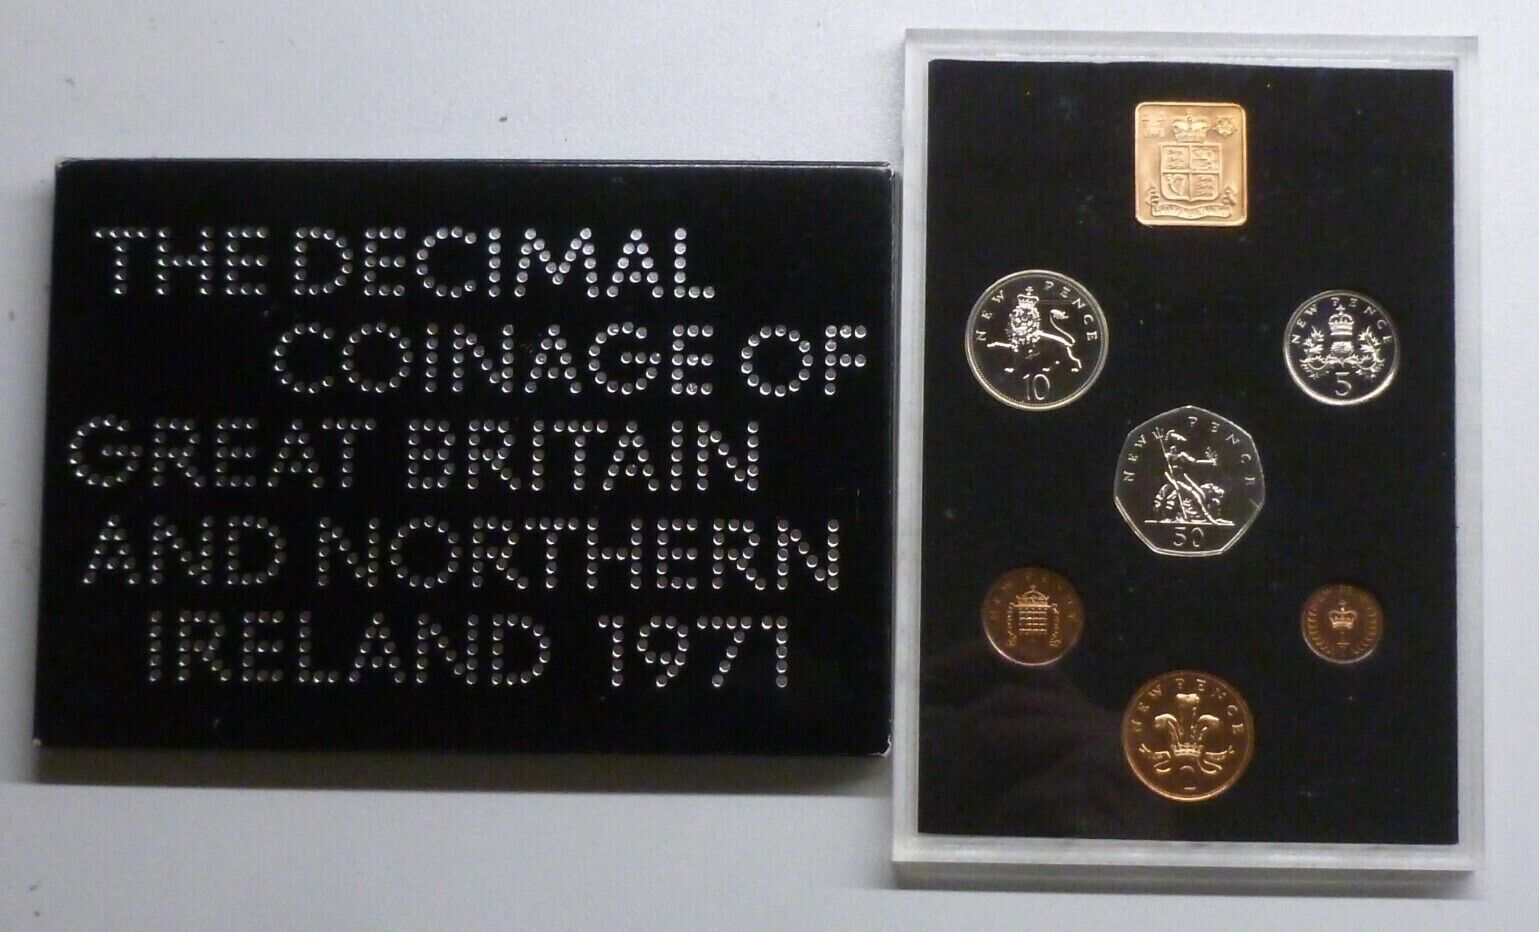 THE DECIMAL
COINAGE OF
GREAT BRITAIN
AND NORTHERN
IRELAND 1971
NEW PENCE
10
NEW PENCE
5
NEW PENCE
50
NEW PENCE
2